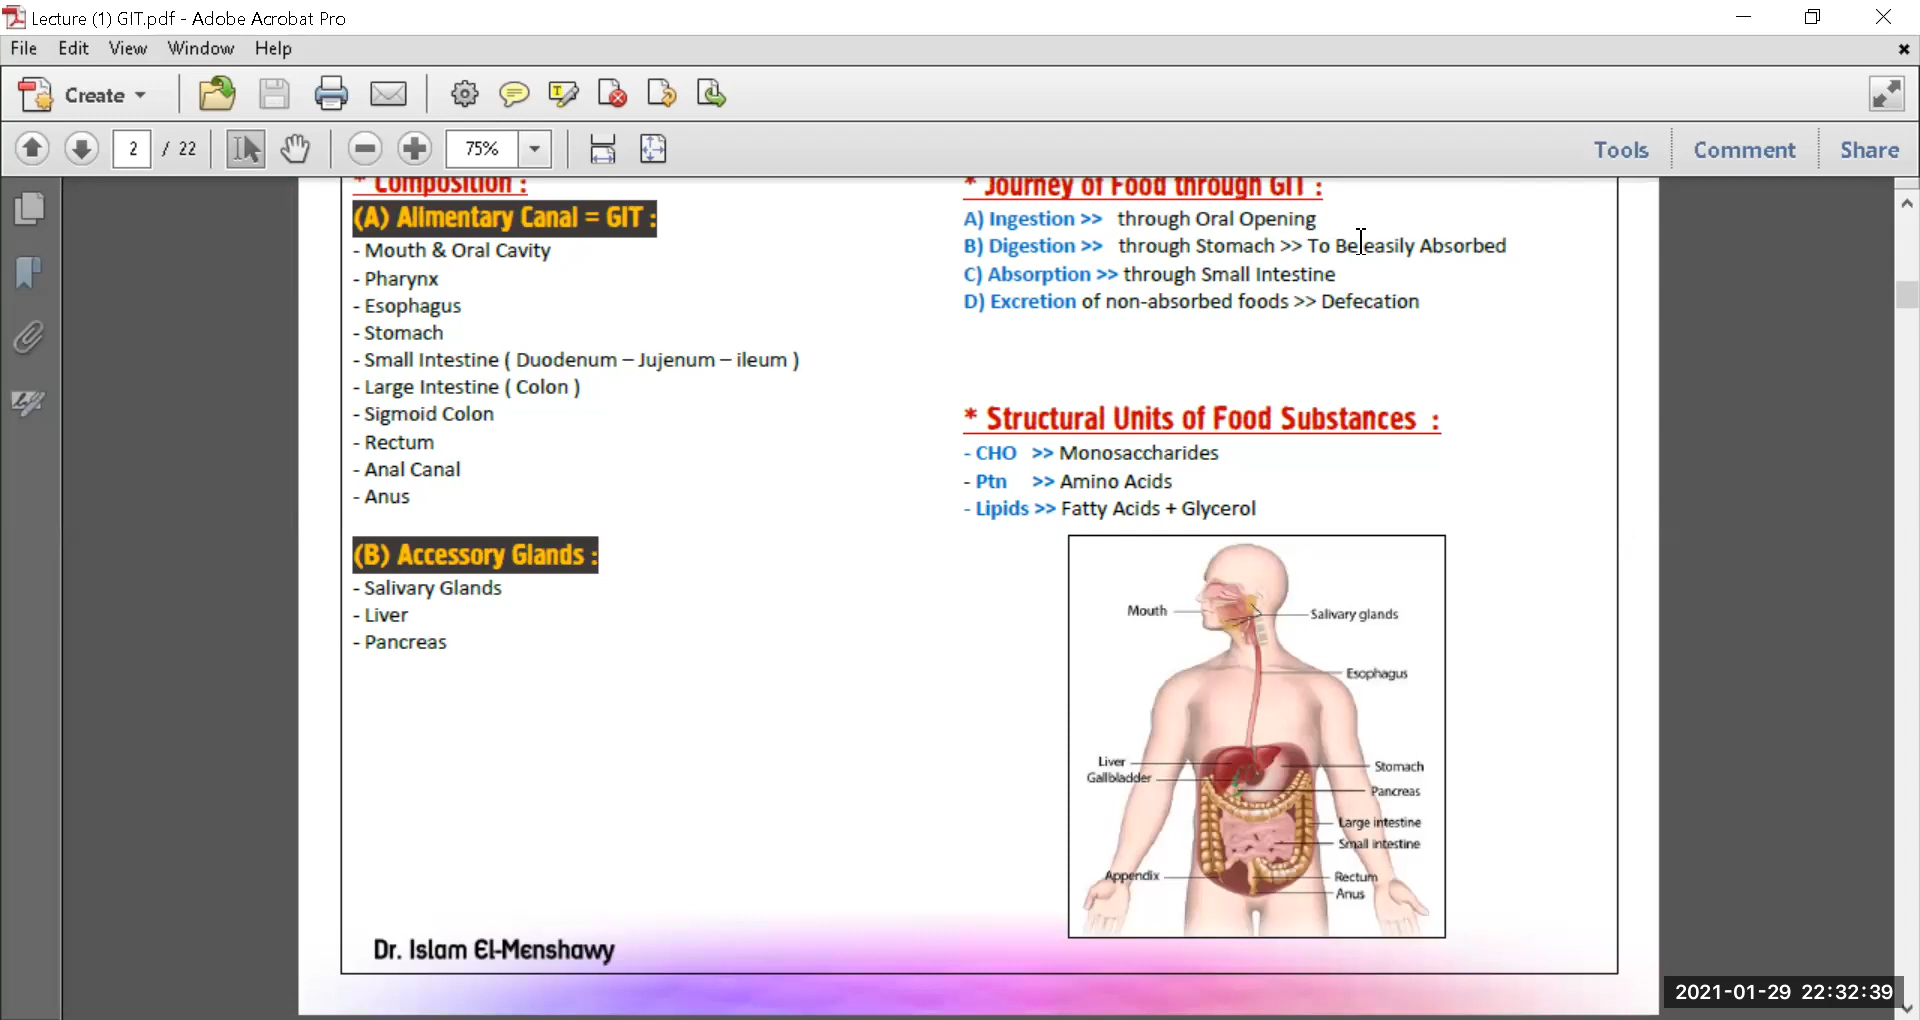 Lecture (1) GIT.pdf - Adobe Acrobat Pro
File Edit View Window Help
Create
2 / 22 75% Tools Comment Share
* Composition :
(A) Alimentary Canal = GIT :
- Mouth & Oral Cavity
- Pharynx
- Esophagus
- Stomach
- Small Intestine ( Duodenum – Jujenum – ileum )
- Large Intestine ( Colon )
- Sigmoid Colon
- Rectum
- Anal Canal
- Anus
(B) Accessory Glands :
- Salivary Glands
- Liver
- Pancreas
* Journey of Food through GIT :
A) Ingestion >> through Oral Opening
B) Digestion >> through Stomach >> To Be easily Absorbed
C) Absorption >> through Small Intestine
D) Excretion of non-absorbed foods >> Defecation
* Structural Units of Food Substances :
- CHO >> Monosaccharides
- Ptn >> Amino Acids
- Lipids >> Fatty Acids + Glycerol
Mouth
Salivary glands
Esophagus
Liver
Gallbladder
Stomach
Pancreas
Large intestine
Small intestine
Appendix
Rectum
Anus
Dr. Islam El-Menshawy
2021-01-29 22:32:39